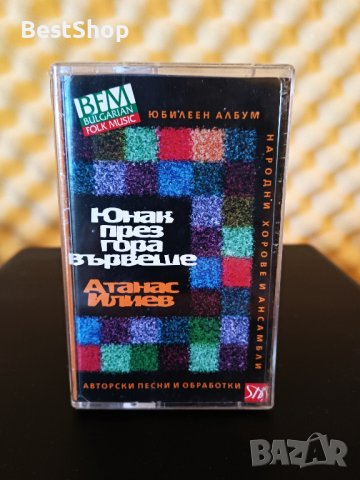 BestShop
BFM
BULGARIAN
FOLK MUSIC
ЮБИЛЕЕН АЛБУМ
НАРОДНИ ХОРОВЕ И АНСАМБЛИ
Юнак
през
гора
вървеше
Атанас
Илиев
АВТОРСКИ ПЕСНИ И ОБРАБОТКИ
BAZAR